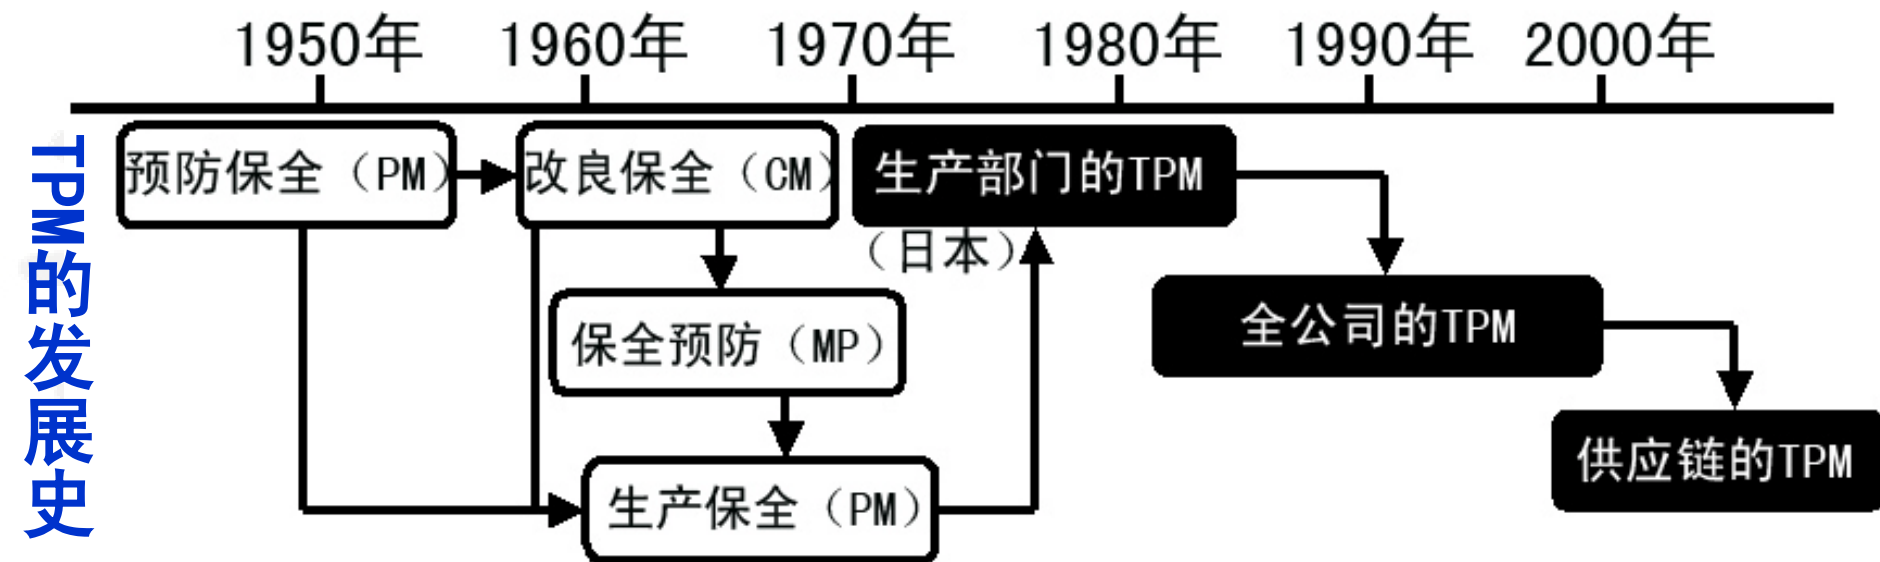 1950年 1960年 1970年 1980年 1990年 2000年
TPM的发展史
预防保全（PM）
改良保全（CM）
生产部门的TPM
（日本）
全公司的TPM
保全预防（MP）
供应链的TPM
生产保全（PM）